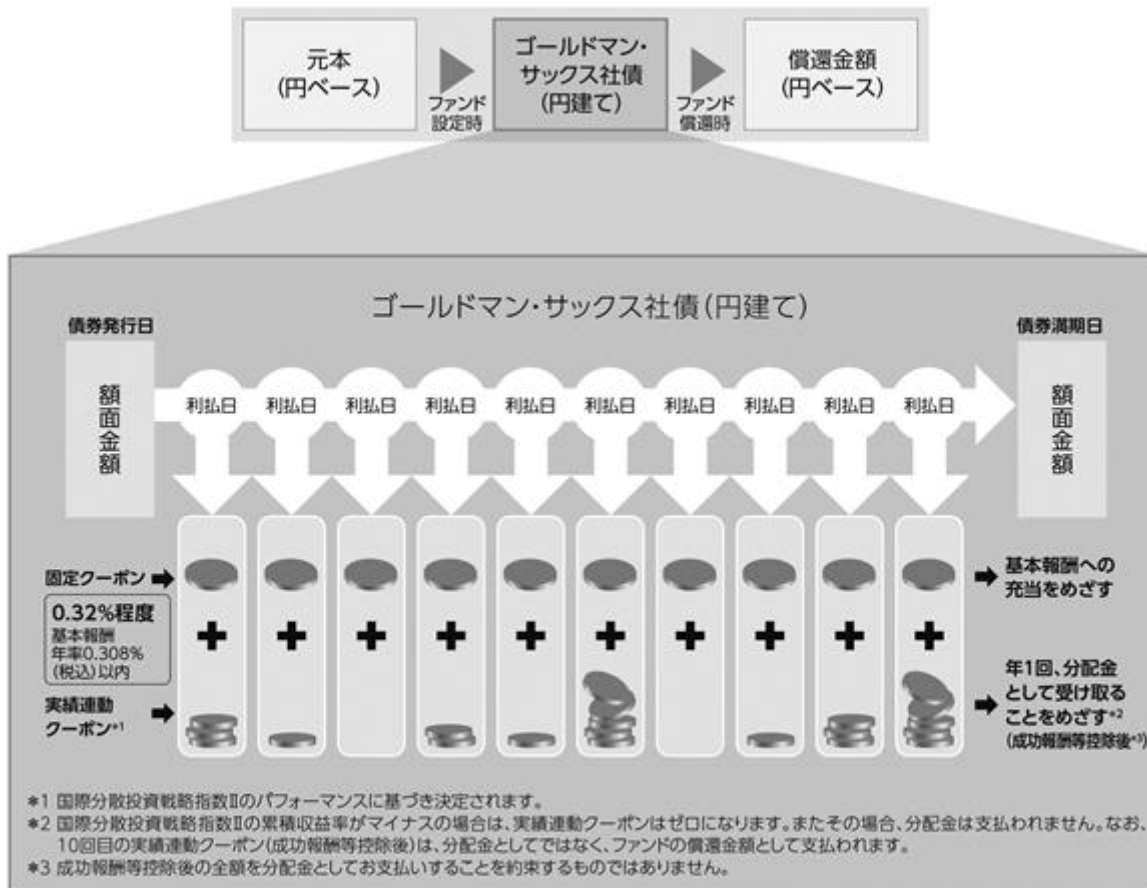 元本
(円ベース)
ファンド
設定時
ゴールドマン・
サックス社債
(円建て)
ファンド
償還時
償還金額
(円ベース)
ゴールドマン・サックス社債(円建て)
債券発行日
額面金額
利払日 利払日 利払日 利払日 利払日 利払日 利払日 利払日 利払日 利払日
債券満期日
額面金額
固定クーポン
0.32%程度
基本報酬
年率0.308%
(税込)以内
実績連動
クーポン*1
基本報酬への
充当をめざす
年1回、分配金
として受け取る
ことをめざす*2
(成功報酬等控除後*3)
*1 国際分散投資戦略指数Ⅱのパフォーマンスに基づき決定されます。
*2 国際分散投資戦略指数Ⅱの累積収益率がマイナスの場合は、実績連動クーポンはゼロになります。またその場合、分配金は支払われません。なお、
10回目の実績連動クーポン(成功報酬等控除後)は、分配金としてではなく、ファンドの償還金額として支払われます。
*3 成功報酬等控除後の全額を分配金としてお支払いすることを約束するものではありません。